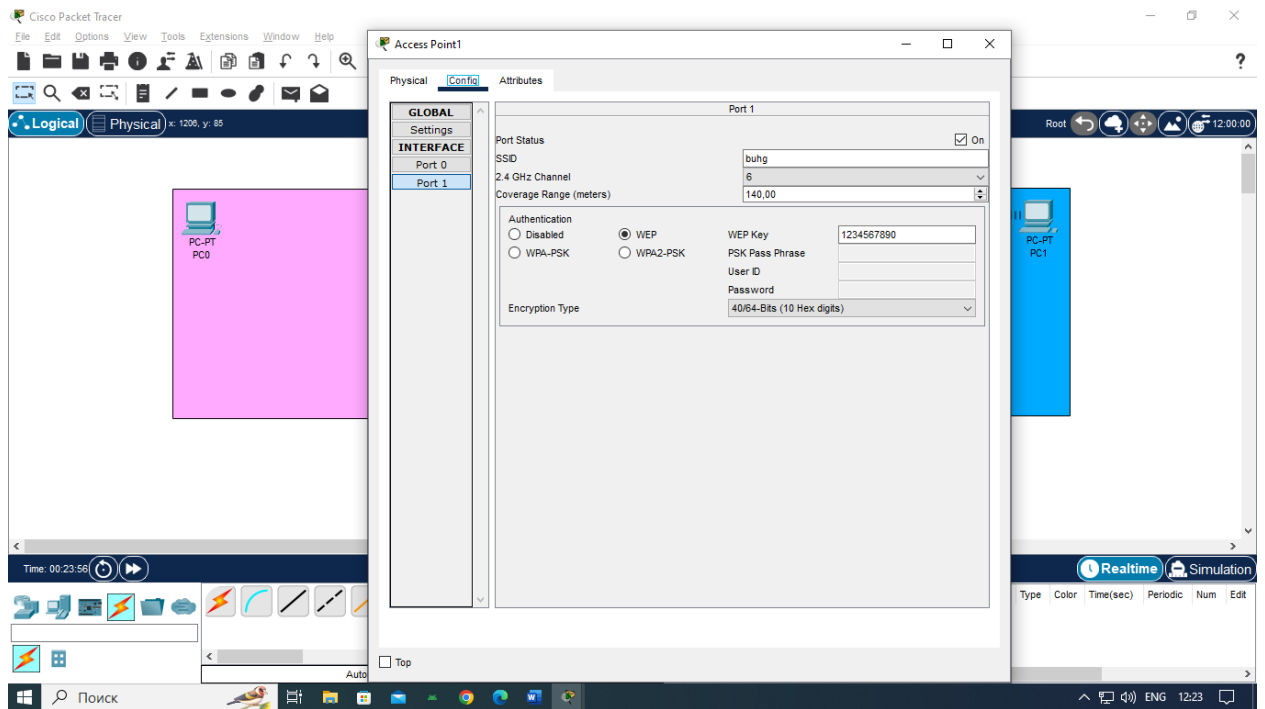 Cisco Packet Tracer
File Edit Options View Tools Extensions Window Help
Access Point1
?
Physical Config Attributes
Logical Physical x: 1206, y: 85
Root 12:00:00
GLOBAL
Settings
INTERFACE
Port 0
Port 1
Port 1
Port Status On
SSID buhg
2.4 GHz Channel 6
Coverage Range (meters) 140,00
Authentication
Disabled WEP WEP Key 1234567890
WPA-PSK WPA2-PSK PSK Pass Phrase
User ID
Password
Encryption Type 40/64-Bits (10 Hex digits)
PC-PT
PC0
PC-PT
PC1
Time: 00:23:56
Realtime Simulation
Type Color Time(sec) Periodic Num Edit
Auto
Top
Поиск
ENG 12:23